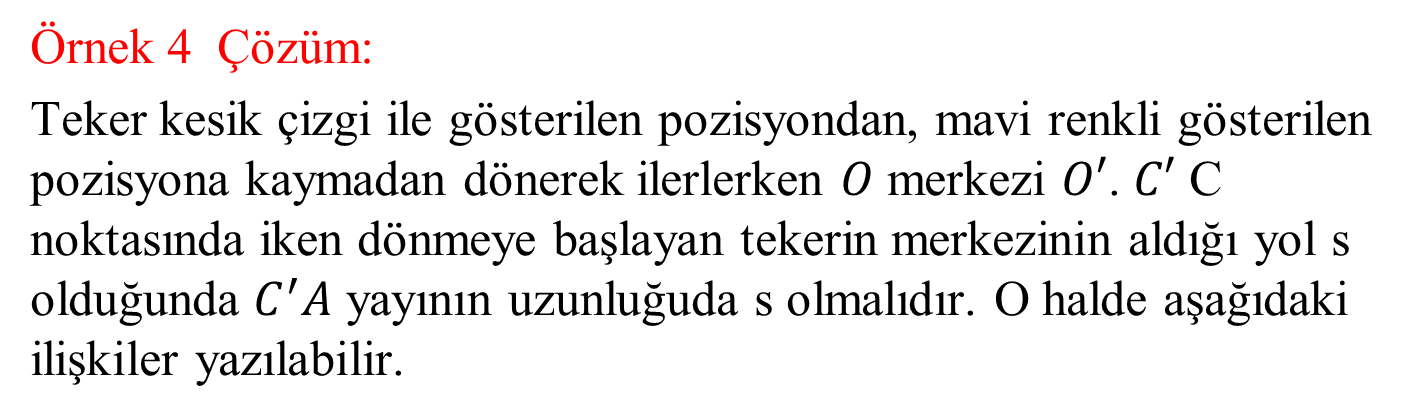 Örnek 4  Çözüm:
Teker kesik çizgi ile gösterilen pozisyondan, mavi renkli gösterilen
pozisyona kaymadan dönerek ilerlerken O merkezi O′. C′ C
noktasında iken dönmeye başlayan tekerin merkezinin aldığı yol s
olduğunda C′A yayının uzunluğuda s olmalıdır. O halde aşağıdaki
ilişkiler yazılabilir.